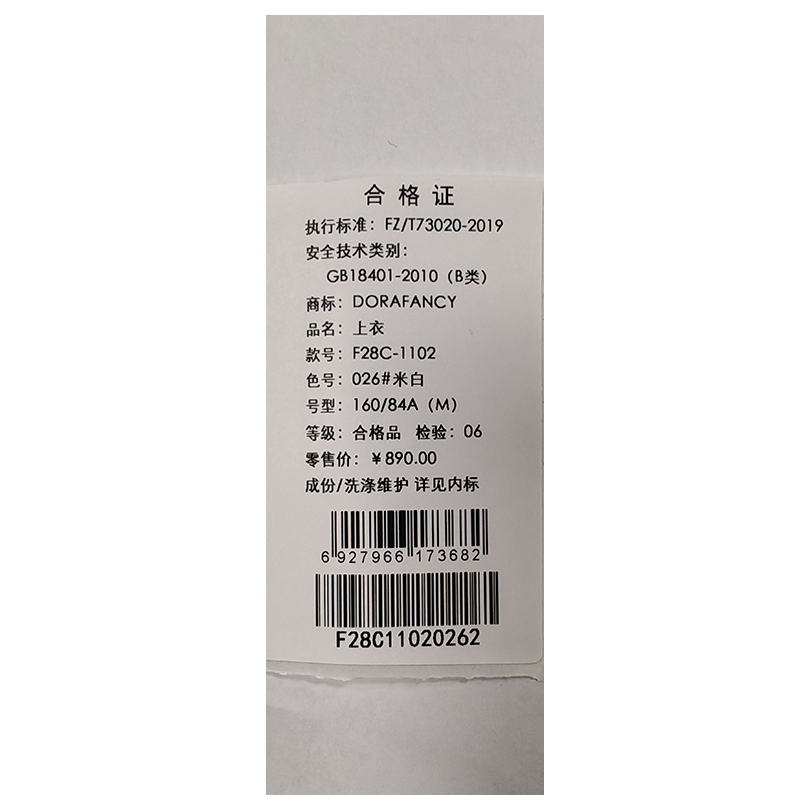 合格证
执行标准：FZ/T73020-2019
安全技术类别：
GB18401-2010（B类）
商标：DORAFANCY
品名：上衣
款号：F28C-1102
色号：026#米白
号型：160/84A（M）
等级：合格品 检验：06
零售价：￥890.00
成份/洗涤维护 详见内标
6 927966 173682
F28C11020262